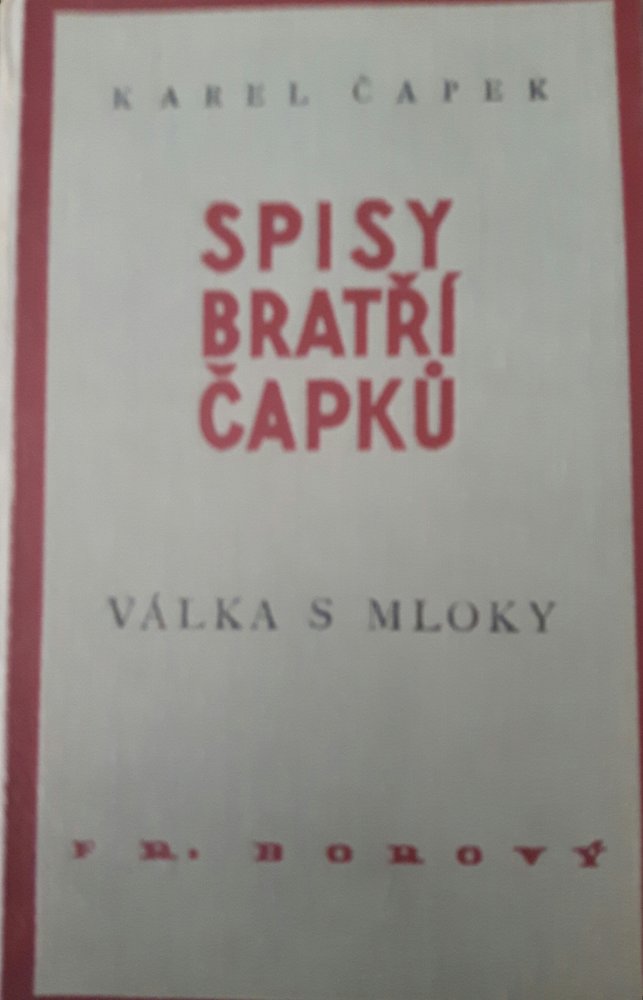 KAREL ČAPEK
SPISY
BRATŘÍ
ČAPKŮ
VÁLKA S MLOKY
FR. BOROVÝ